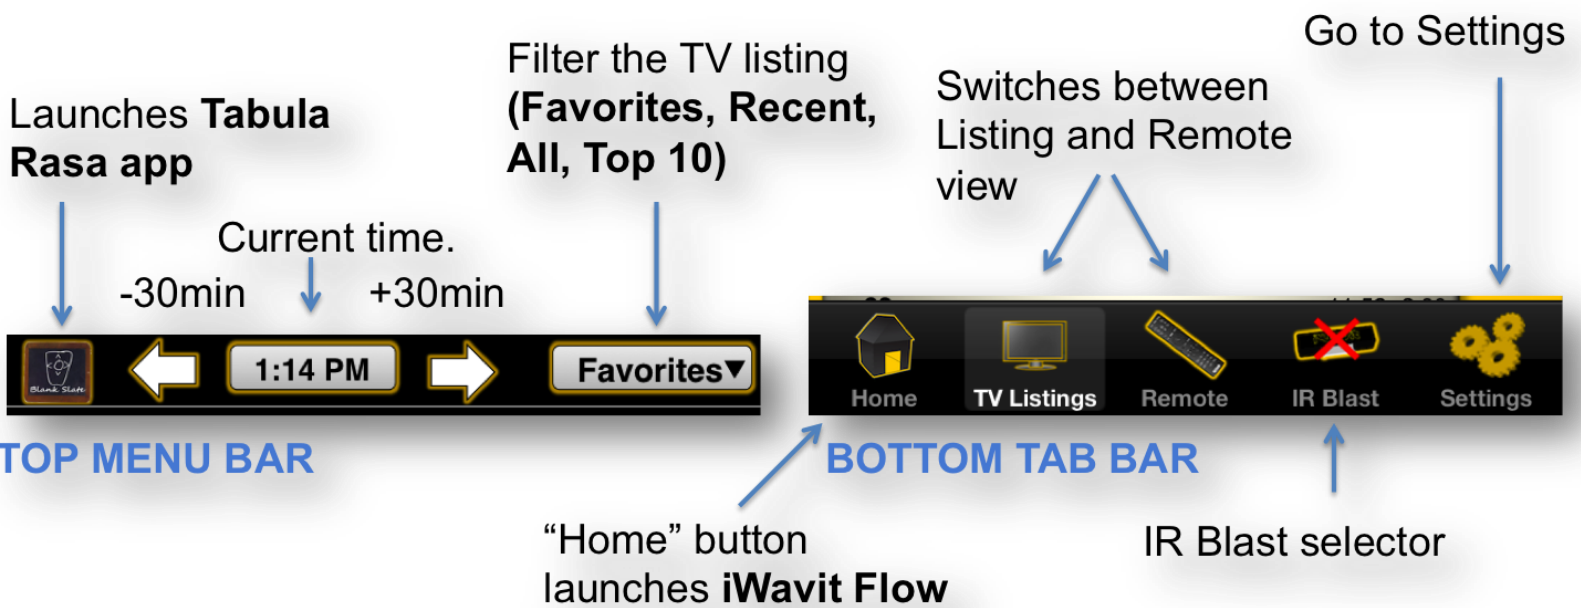 Go to Settings
Filter the TV listing
(Favorites, Recent,
All, Top 10)
Switches between
Listing and Remote
view
Launches Tabula
Rasa app
Current time.
-30min
+30min
Blank Slate
1:14 PM
Favorites▼
Home
TV Listings
Remote
IR Blast
Settings
TOP MENU BAR
BOTTOM TAB BAR
“Home” button
launches iWavit Flow
IR Blast selector